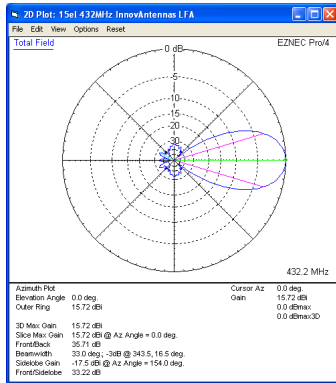 2D Plot: 15el 432MHz InnovAntennas LFA
File Edit View Options Reset
Total Field
EZNEC Pro/4
0 dB
-5
-10
-15
-20
-30
432.2 MHz
Azimuth Plot
Elevation Angle 0.0 deg.
Outer Ring 15.72 dBi
Cursor Az 0.0 deg.
Gain 15.72 dBi
0.0 dBmax
0.0 dBmax3D
3D Max Gain 15.72 dBi
Slice Max Gain 15.72 dBi @ Az Angle = 0.0 deg.
Front/Back 35.71 dB
Beamwidth 33.0 deg.; -3dB @ 343.5, 16.5 deg.
Sidelobe Gain -17.5 dBi @ Az Angle = 154.0 deg.
Front/Sidelobe 33.22 dB